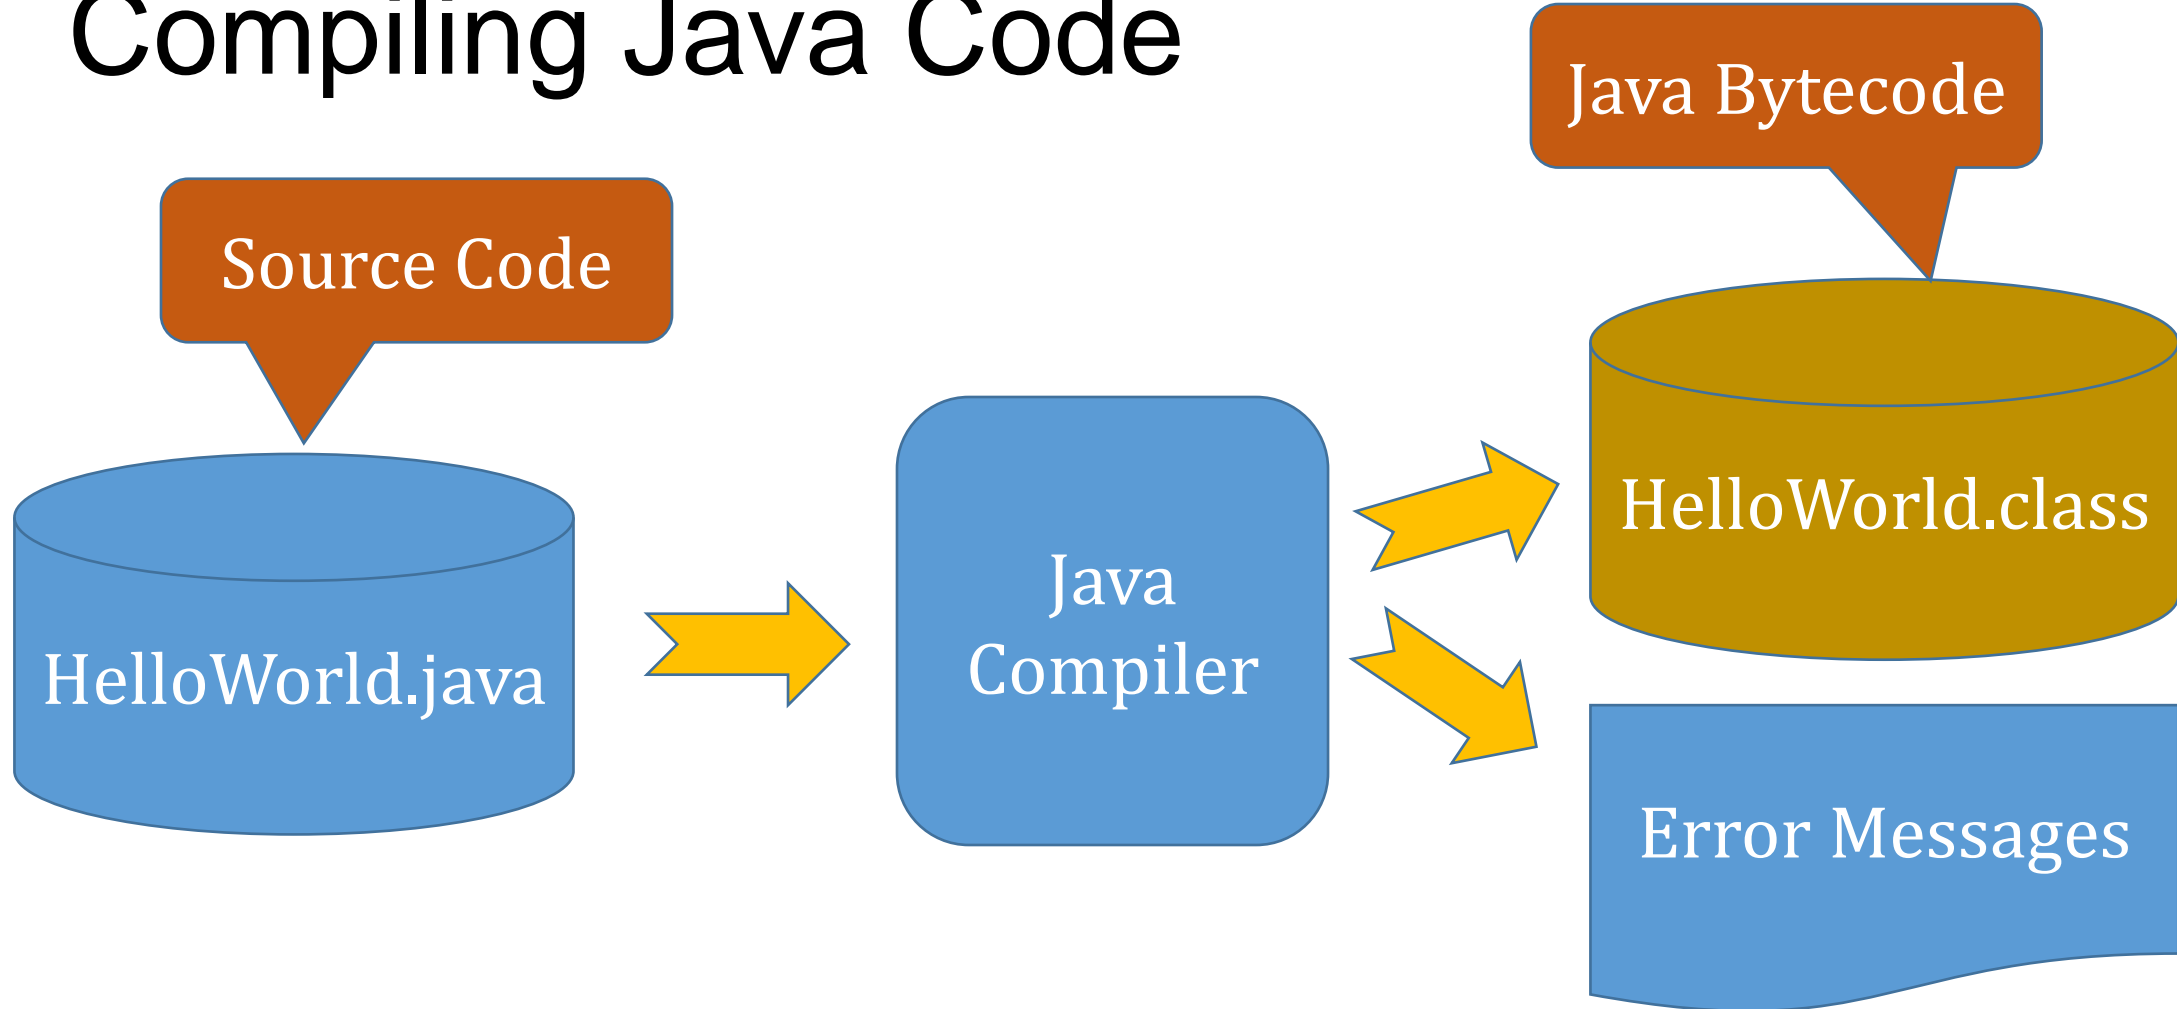 Compiling Java Code
Java Bytecode
Source Code
HelloWorld.class
Java
Compiler
HelloWorld.java
Error Messages